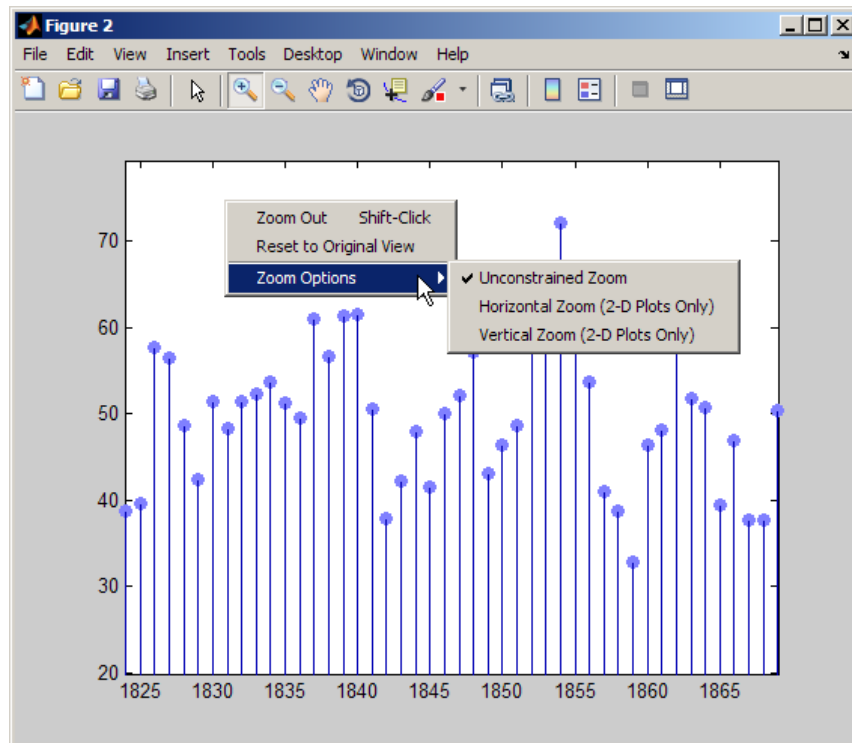 Figure 2
File Edit View Insert Tools Desktop Window Help
70
60
50
40
30
20
Zoom Out Shift-Click
Reset to Original View
Zoom Options
Unconstrained Zoom
Horizontal Zoom (2-D Plots Only)
Vertical Zoom (2-D Plots Only)
1825 1830 1835 1840 1845 1850 1855 1860 1865